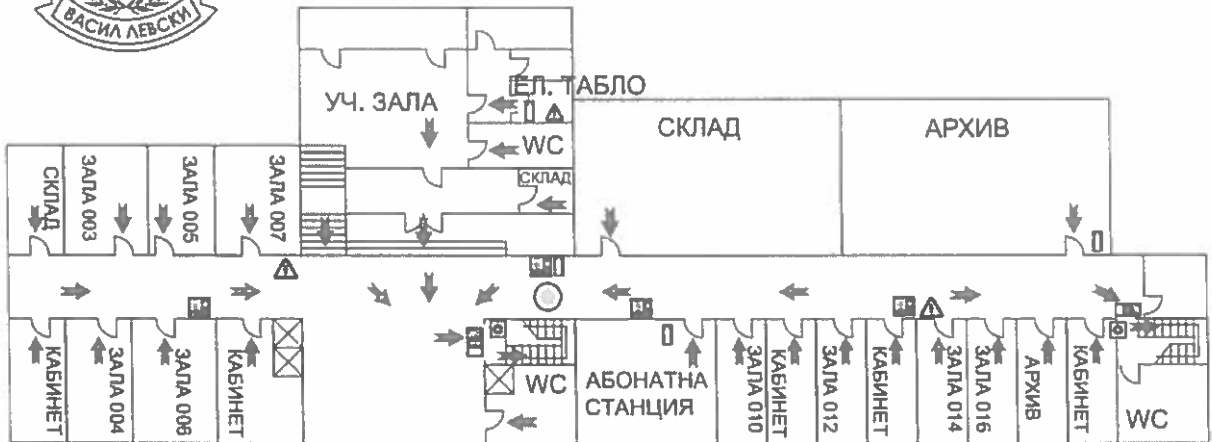 ВАСИЛ ЛЕВСКИ
ЕЛ. ТАБЛО
УЧ. ЗАЛА
WC
СКЛАД
СКЛАД
АРХИВ
СКЛАД
ЗАЛА 003
ЗАЛА 005
ЗАЛА 007
КАБИНЕТ
ЗАЛА 004
ЗАЛА 006
КАБИНЕТ
WC
АБОНАТНА
СТАНЦИЯ
ЗАЛА 010
КАБИНЕТ
ЗАЛА 012
КАБИНЕТ
ЗАЛА 014
ЗАЛА 016
АРХИВ
КАБИНЕТ
WC